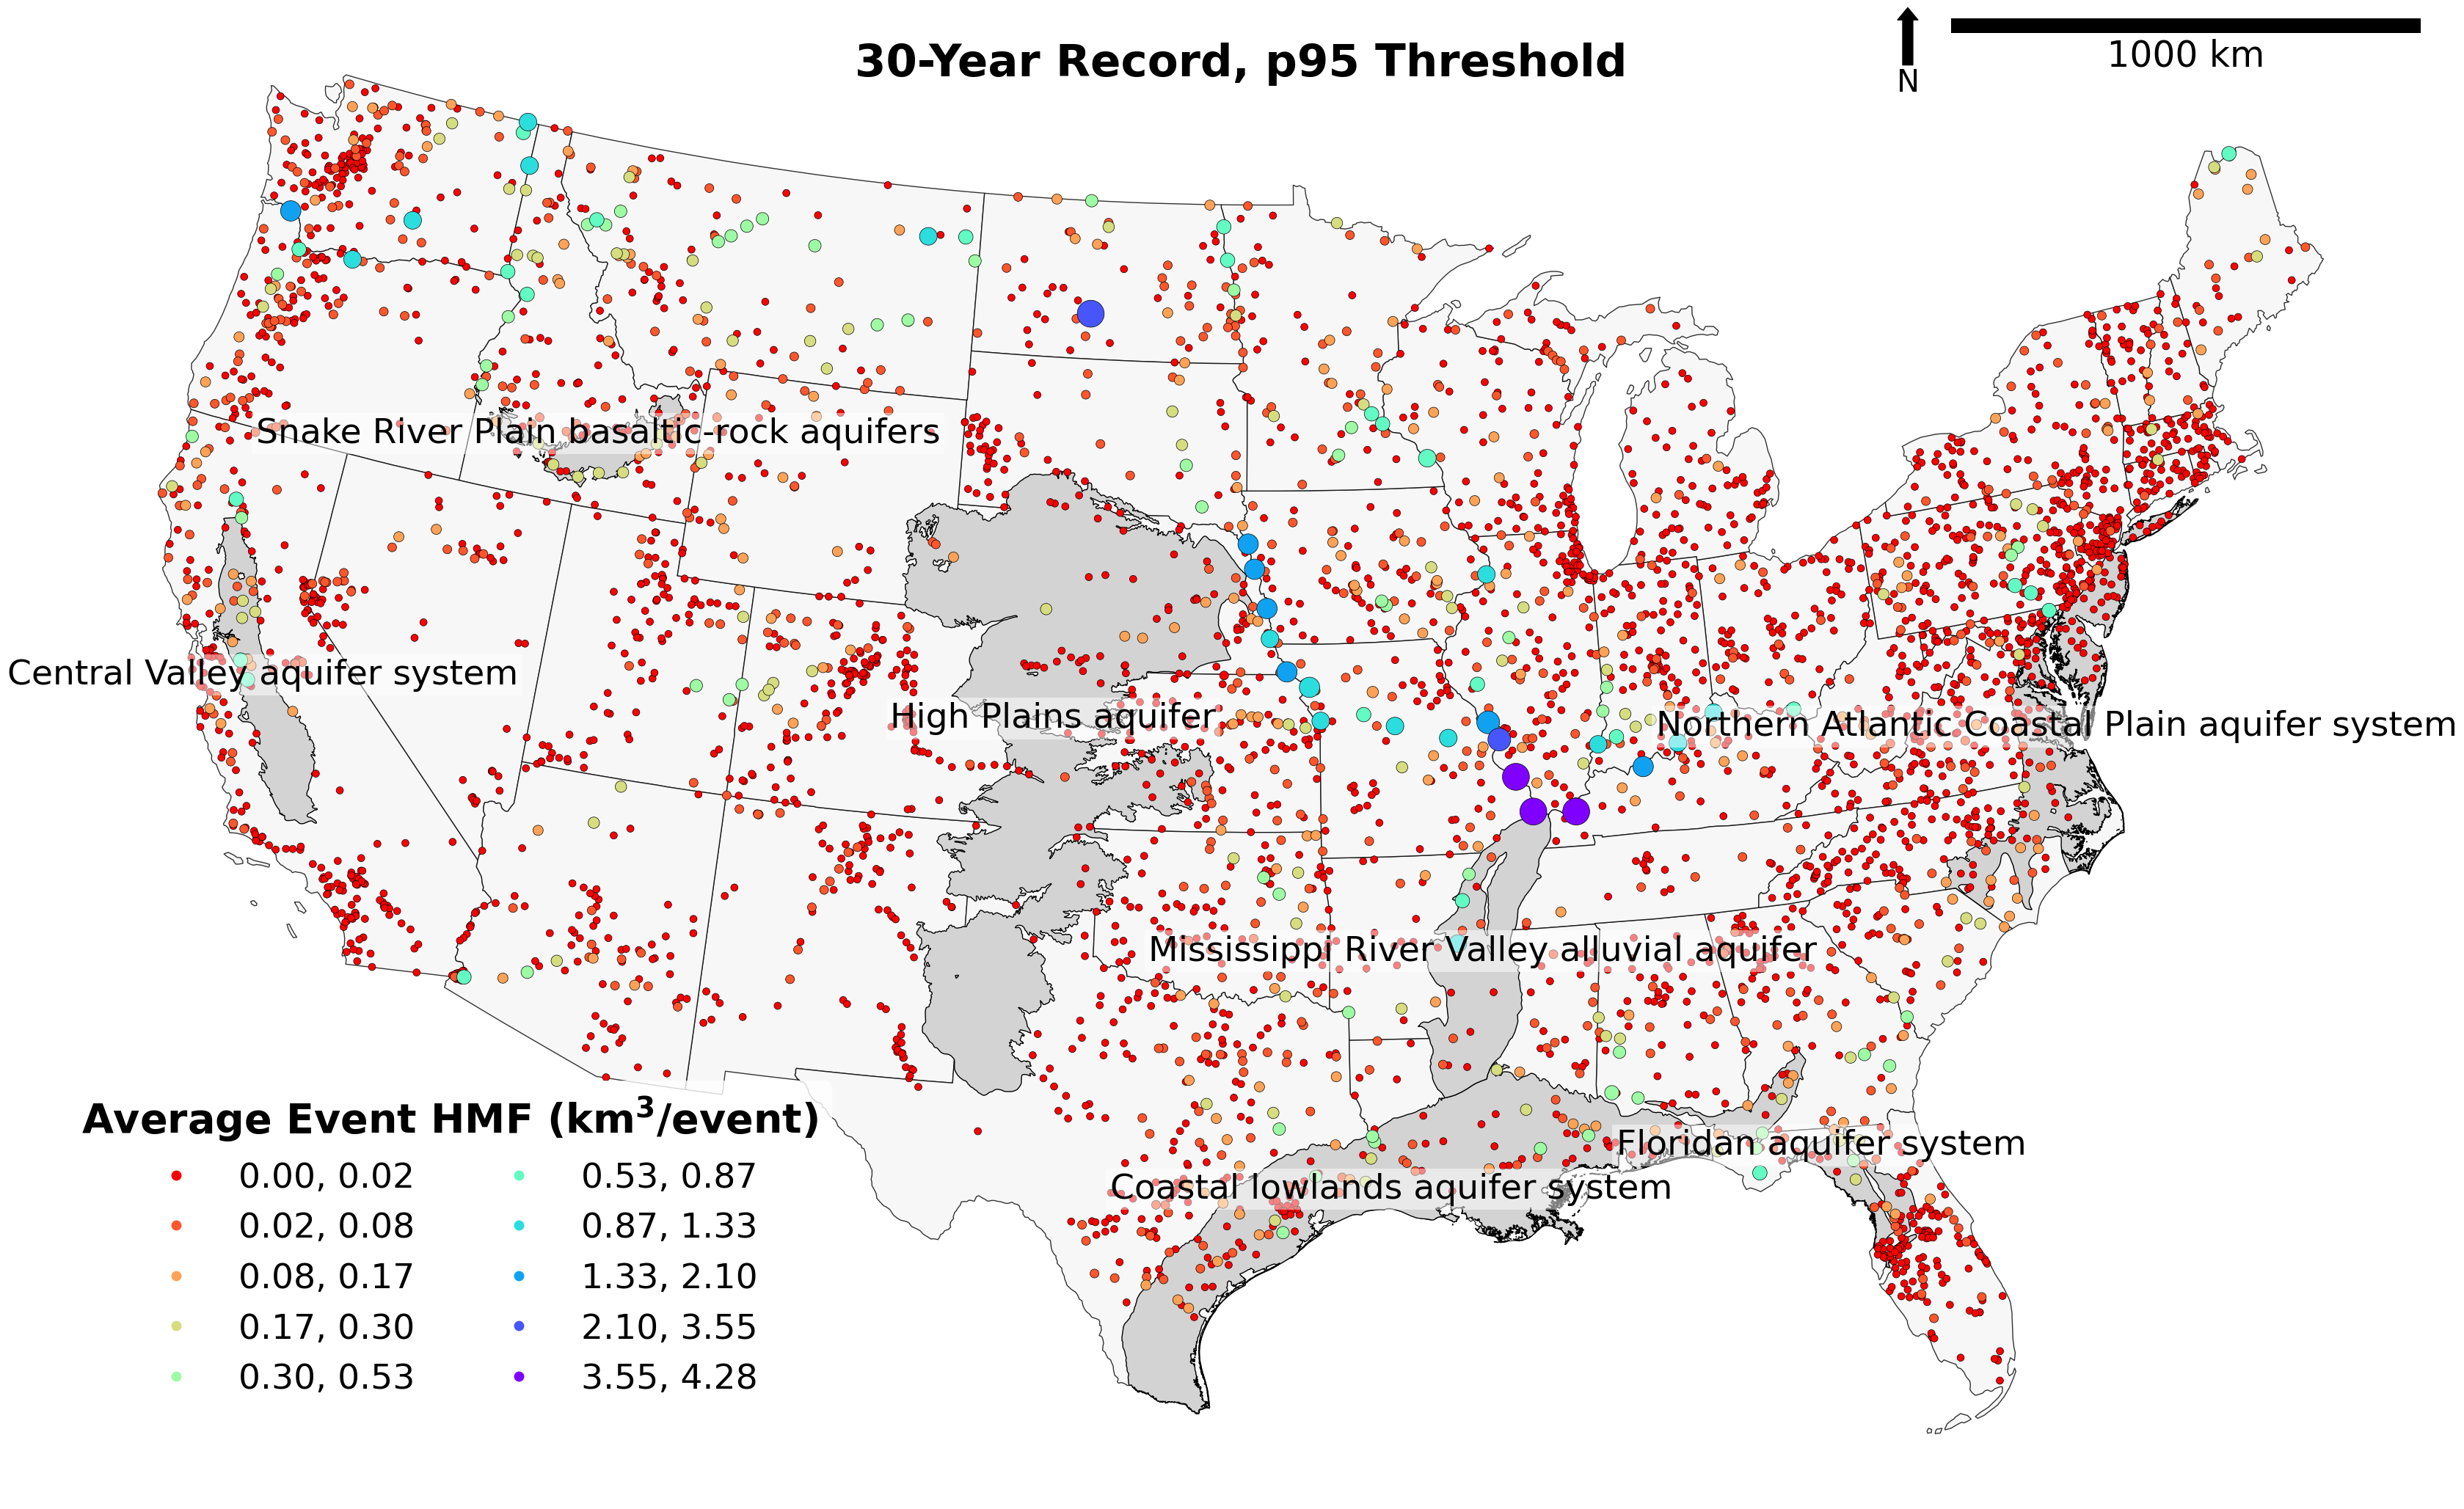 30-Year Record, p95 Threshold
N
1000 km
Snake River Plain basaltic-rock aquifers
Central Valley aquifer system
High Plains aquifer
Northern Atlantic Coastal Plain aquifer system
Mississippi River Valley alluvial aquifer
Floridan aquifer system
Coastal lowlands aquifer system
Average Event HMF (km³/event)
0.00, 0.02
0.02, 0.08
0.08, 0.17
0.17, 0.30
0.30, 0.53
0.53, 0.87
0.87, 1.33
1.33, 2.10
2.10, 3.55
3.55, 4.28